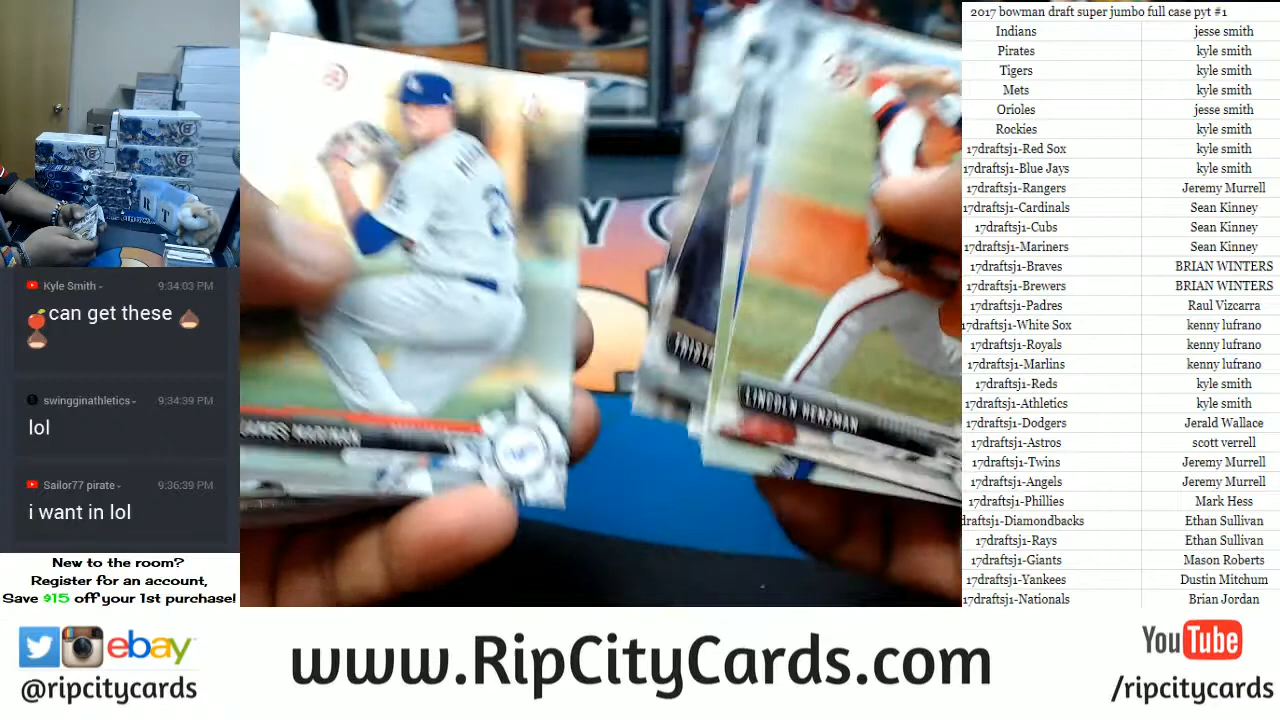 2017 bowman draft super jumbo full case pyt #1
Indians jesse smith
Pirates kyle smith
Tigers kyle smith
Mets kyle smith
Orioles jesse smith
Rockies kyle smith
17draftsj1-Red Sox kyle smith
17draftsj1-Blue Jays kyle smith
17draftsj1-Rangers Jeremy Murrell
17draftsj1-Cardinals Sean Kinney
17draftsj1-Cubs Sean Kinney
17draftsj1-Mariners Sean Kinney
17draftsj1-Braves BRIAN WINTERS
17draftsj1-Brewers BRIAN WINTERS
17draftsj1-Padres Raul Vizcarra
17draftsj1-White Sox kenny lufrano
17draftsj1-Royals kenny lufrano
17draftsj1-Marlins kenny lufrano
17draftsj1-Reds kyle smith
17draftsj1-Athletics kyle smith
17draftsj1-Dodgers Jerald Wallace
17draftsj1-Astros scott verrell
17draftsj1-Twins Jeremy Murrell
17draftsj1-Angels Jeremy Murrell
17draftsj1-Phillies Mark Hess
draftsj1-Diamondbacks Ethan Sullivan
17draftsj1-Rays Ethan Sullivan
17draftsj1-Giants Mason Roberts
17draftsj1-Yankees Dustin Mitchum
17draftsj1-Nationals Brian Jordan
Kyle Smith 9:34:03 PM
can get these
swingginathletics 9:34:39 PM
lol
Sailor77 pirate 9:36:39 PM
i want in lol
New to the room?
Register for an account,
Save $15 off your 1st purchase!
LINCOLN HENZMAN
R T
Y C
ebay
@ripcitycards
www.RipCityCards.com
YouTube
/ripcitycards